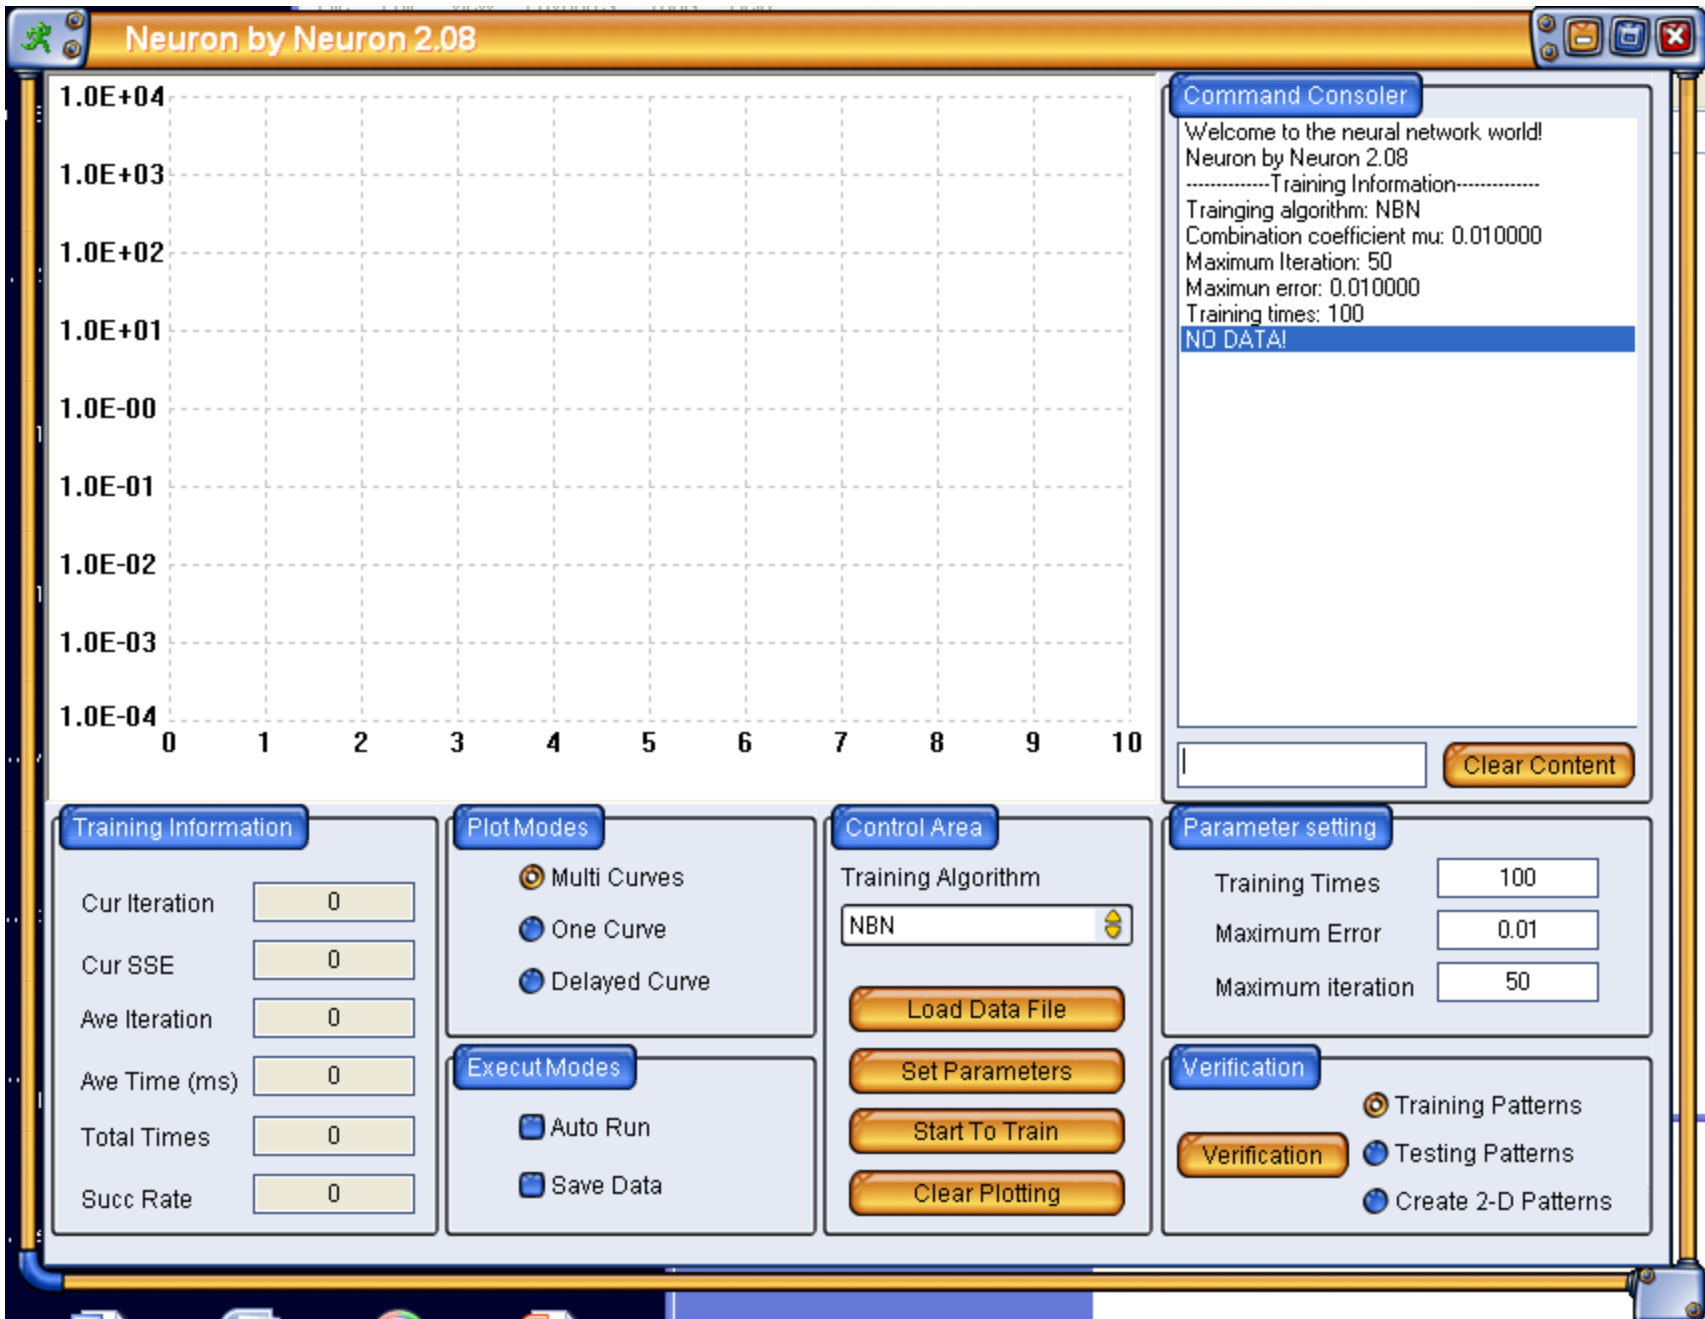 Neuron by Neuron 2.08
1.0E+04
1.0E+03
1.0E+02
1.0E+01
1.0E-00
1.0E-01
1.0E-02
1.0E-03
1.0E-04
0 1 2 3 4 5 6 7 8 9 10
Command Consoler
Welcome to the neural network world!
Neuron by Neuron 2.08
--------------Training Information--------------
Trainging algorithm: NBN
Combination coefficient mu: 0.010000
Maximum Iteration: 50
Maximun error: 0.010000
Training times: 100
NO DATA!
Clear Content
Training Information
Cur Iteration 0
Cur SSE 0
Ave Iteration 0
Ave Time (ms) 0
Total Times 0
Succ Rate 0
Plot Modes
Multi Curves
One Curve
Delayed Curve
Execut Modes
Auto Run
Save Data
Control Area
Training Algorithm
NBN
Load Data File
Set Parameters
Start To Train
Clear Plotting
Parameter setting
Training Times 100
Maximum Error 0.01
Maximum iteration 50
Verification
Verification
Training Patterns
Testing Patterns
Create 2-D Patterns